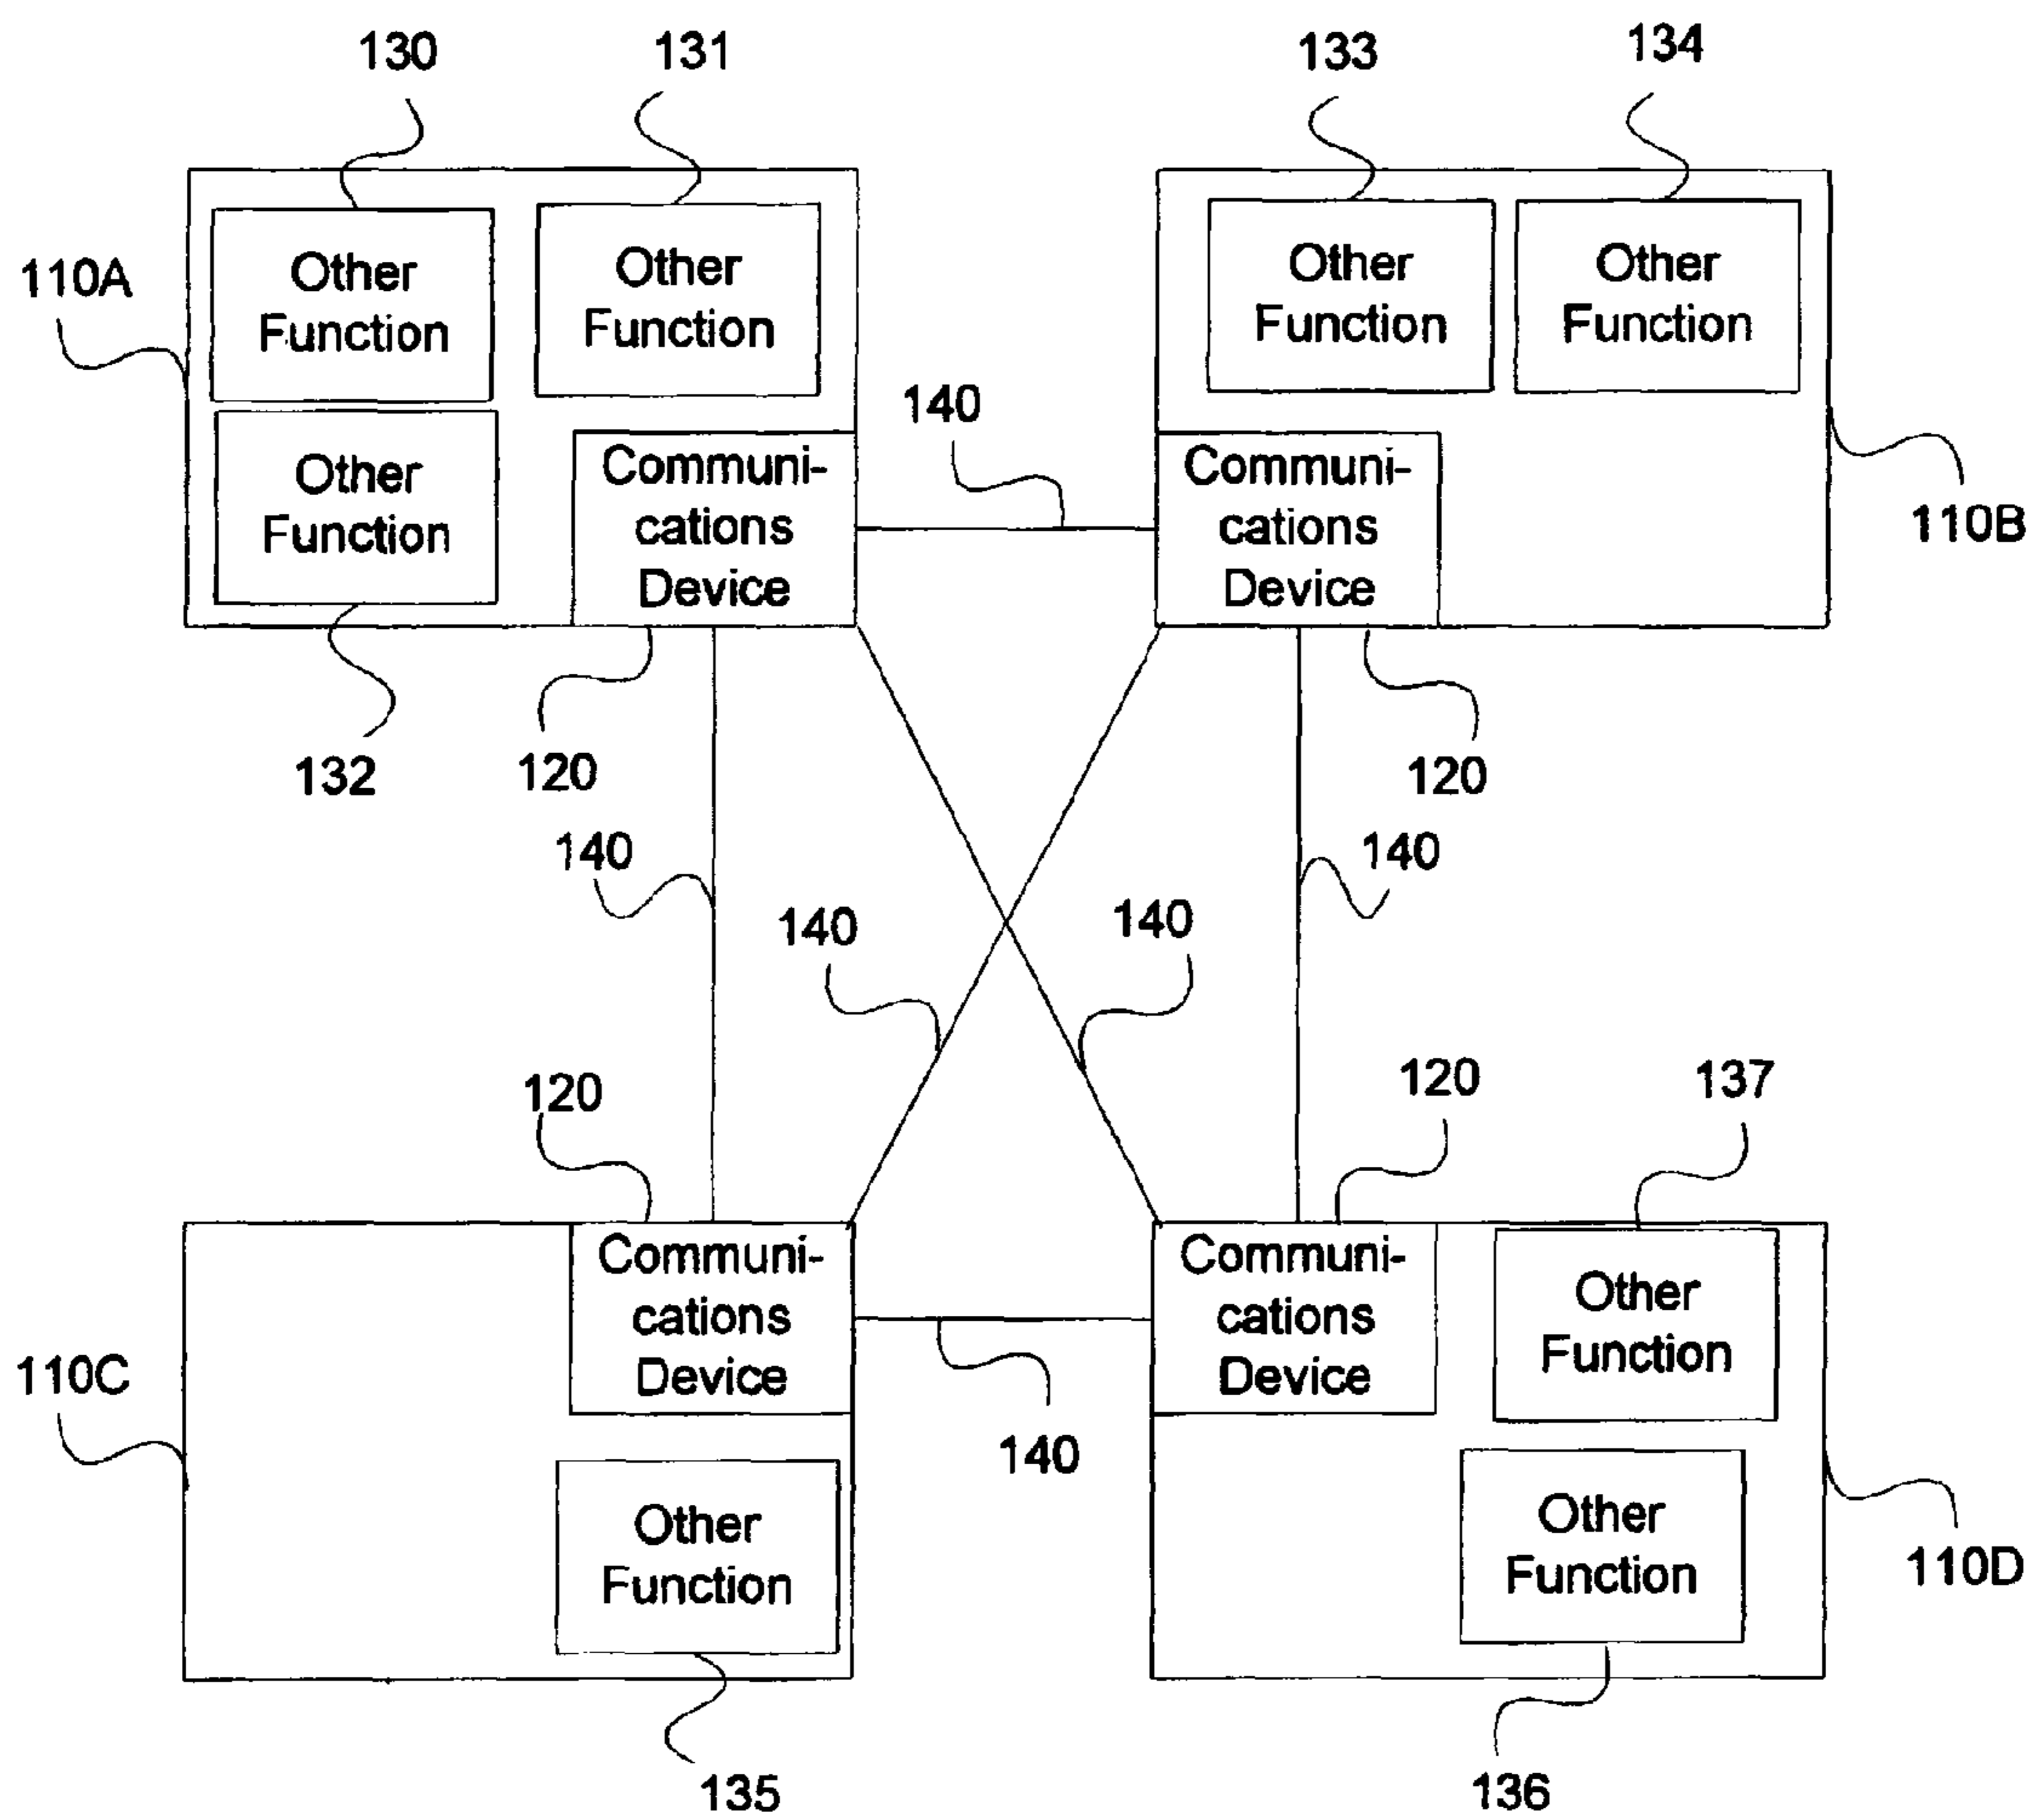 130
131
133
134
110A
Other
Function
Other
Function
Other
Function
Other
Function
140
Other
Function
Communi-
cations
Device
Communi-
cations
Device
110B
132
120
120
140
140
140
140
120
120
137
Communi-
cations
Device
Communi-
cations
Device
Other
Function
110C
140
Other
Function
Other
Function
110D
135
136